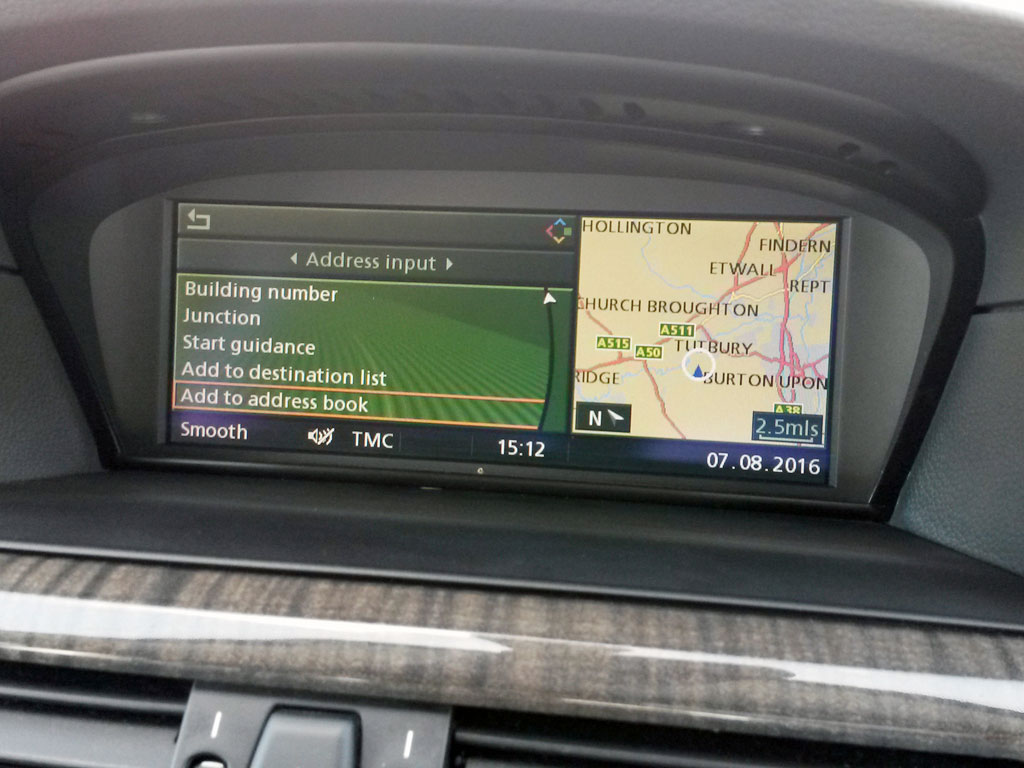 Address input
Building number
Junction
Start guidance
Add to destination list
Add to address book
Smooth TMC 15:12
HOLLINGTON
FINDERN
ETWALL
REPT
CHURCH BROUGHTON
A511
A515
A50
TUTBURY
RIDGE
BURTON UPON
A38
N
2.5mls
07.08.2016